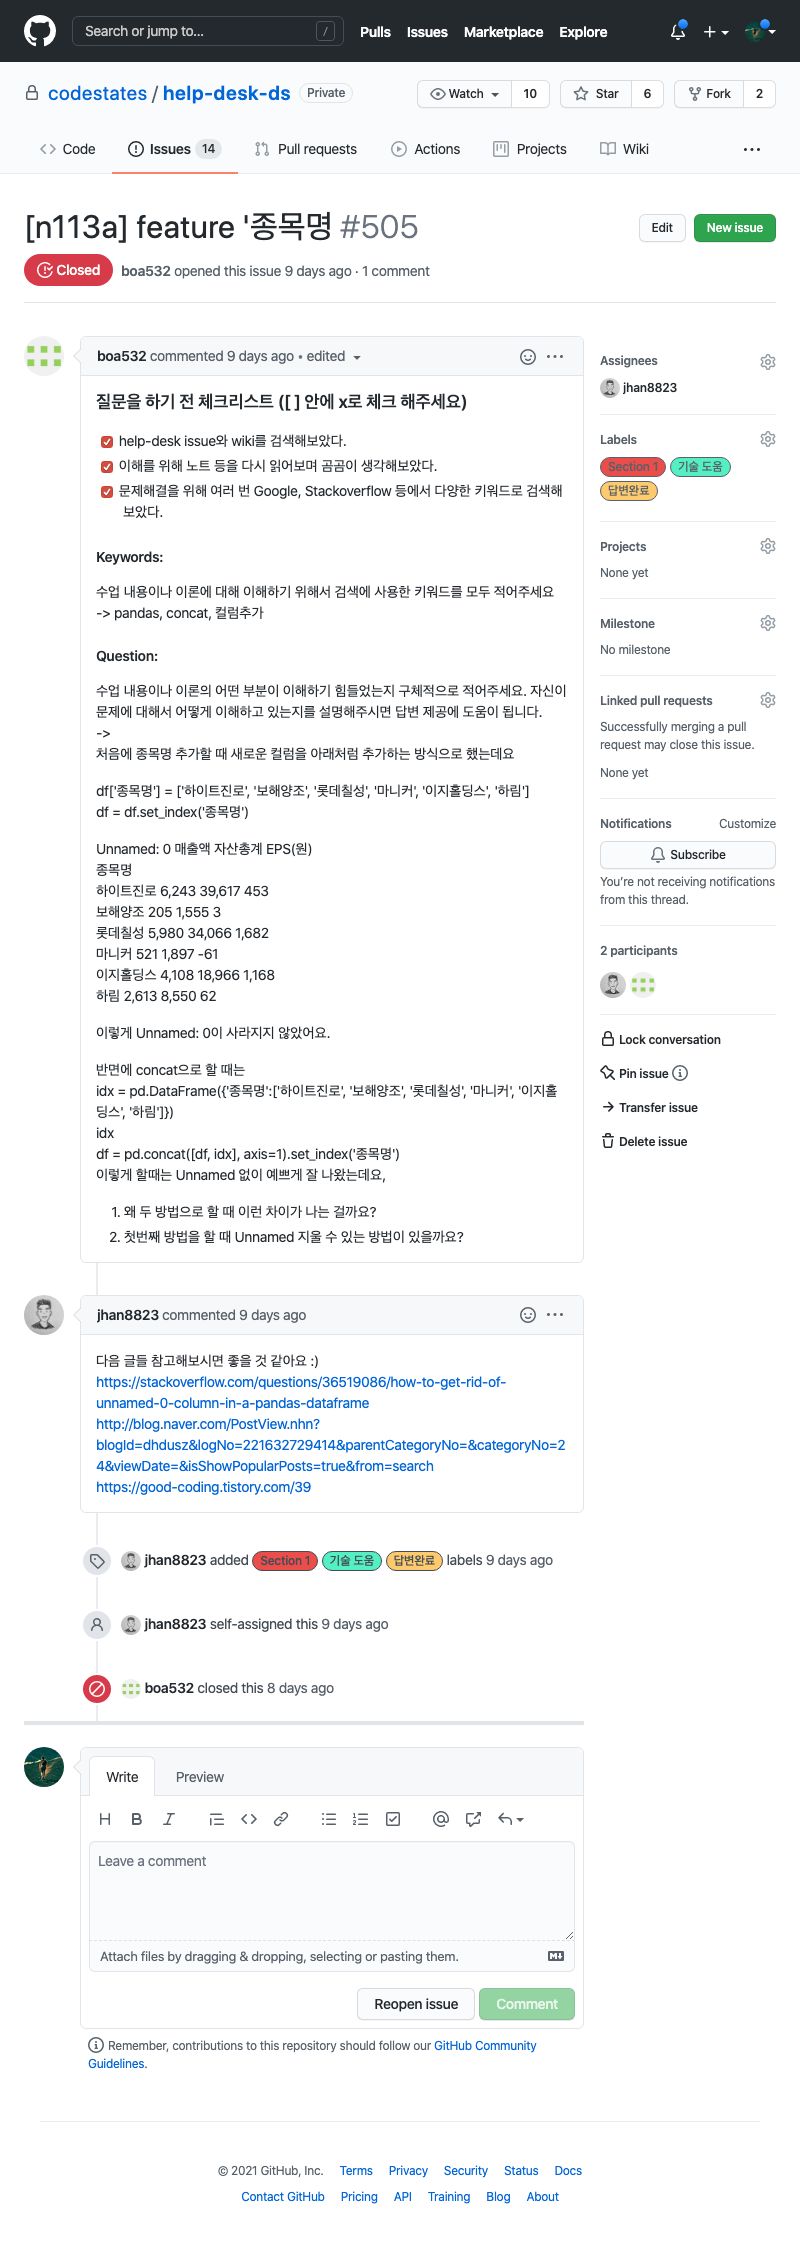 Search or jump to...
/
Pulls Issues Marketplace Explore
codestates / help-desk-ds Private
Watch 10 Star 6 Fork 2
Code Issues 14 Pull requests Actions Projects Wiki
[n113a] feature '종목명 #505
Edit New issue
Closed boa532 opened this issue 9 days ago · 1 comment
boa532 commented 9 days ago • edited
질문을 하기 전 체크리스트 ([ ] 안에 x로 체크 해주세요)
help-desk issue와 wiki를 검색해보았다.
이해를 위해 노트 등을 다시 읽어보며 곰곰이 생각해보았다.
문제해결을 위해 여러 번 Google, Stackoverflow 등에서 다양한 키워드로 검색해
보았다.
Keywords:
수업 내용이나 이론에 대해 이해하기 위해서 검색에 사용한 키워드를 모두 적어주세요
-> pandas, concat, 컬럼추가
Question:
수업 내용이나 이론의 어떤 부분이 이해하기 힘들었는지 구체적으로 적어주세요. 자신이
문제에 대해서 어떻게 이해하고 있는지를 설명해주시면 답변 제공에 도움이 됩니다.
->
처음에 종목명 추가할 때 새로운 컬럼을 아래처럼 추가하는 방식으로 했는데요
df['종목명'] = ['하이트진로', '보해양조', '롯데칠성', '마니커', '이지홀딩스', '하림']
df = df.set_index('종목명')
Unnamed: 0 매출액 자산총계 EPS(원)
종목명
하이트진로 6,243 39,617 453
보해양조 205 1,555 3
롯데칠성 5,980 34,066 1,682
마니커 521 1,897 -61
이지홀딩스 4,108 18,966 1,168
하림 2,613 8,550 62
이렇게 Unnamed: 0이 사라지지 않았어요.
반면에 concat으로 할 때는
idx = pd.DataFrame({'종목명':['하이트진로', '보해양조', '롯데칠성', '마니커', '이지홀
딩스', '하림']})
idx
df = pd.concat([df, idx], axis=1).set_index('종목명')
이렇게 할때는 Unnamed 없이 예쁘게 잘 나왔는데요,
1. 왜 두 방법으로 할 때 이런 차이가 나는 걸까요?
2. 첫번째 방법을 할 때 Unnamed 지울 수 있는 방법이 있을까요?
Assignees
jhan8823
Labels
Section 1 기술 도움
답변완료
Projects
None yet
Milestone
No milestone
Linked pull requests
Successfully merging a pull
request may close this issue.
None yet
Notifications Customize
Subscribe
You're not receiving notifications
from this thread.
2 participants
Lock conversation
Pin issue
Transfer issue
Delete issue
jhan8823 commented 9 days ago
다음 글들 참고해보시면 좋을 것 같아요 :)
https://stackoverflow.com/questions/36519086/how-to-get-rid-of-
unnamed-0-column-in-a-pandas-dataframe
http://blog.naver.com/PostView.nhn?
blogId=dhdusz&logNo=221632729414&parentCategoryNo=&categoryNo=2
4&viewDate=&isShowPopularPosts=true&from=search
https://good-coding.tistory.com/39
jhan8823 added Section 1 기술 도움 답변완료 labels 9 days ago
jhan8823 self-assigned this 9 days ago
boa532 closed this 8 days ago
Write Preview
Leave a comment
Attach files by dragging & dropping, selecting or pasting them.
Reopen issue Comment
Remember, contributions to this repository should follow our GitHub Community
Guidelines.
© 2021 GitHub, Inc. Terms Privacy Security Status Docs
Contact GitHub Pricing API Training Blog About